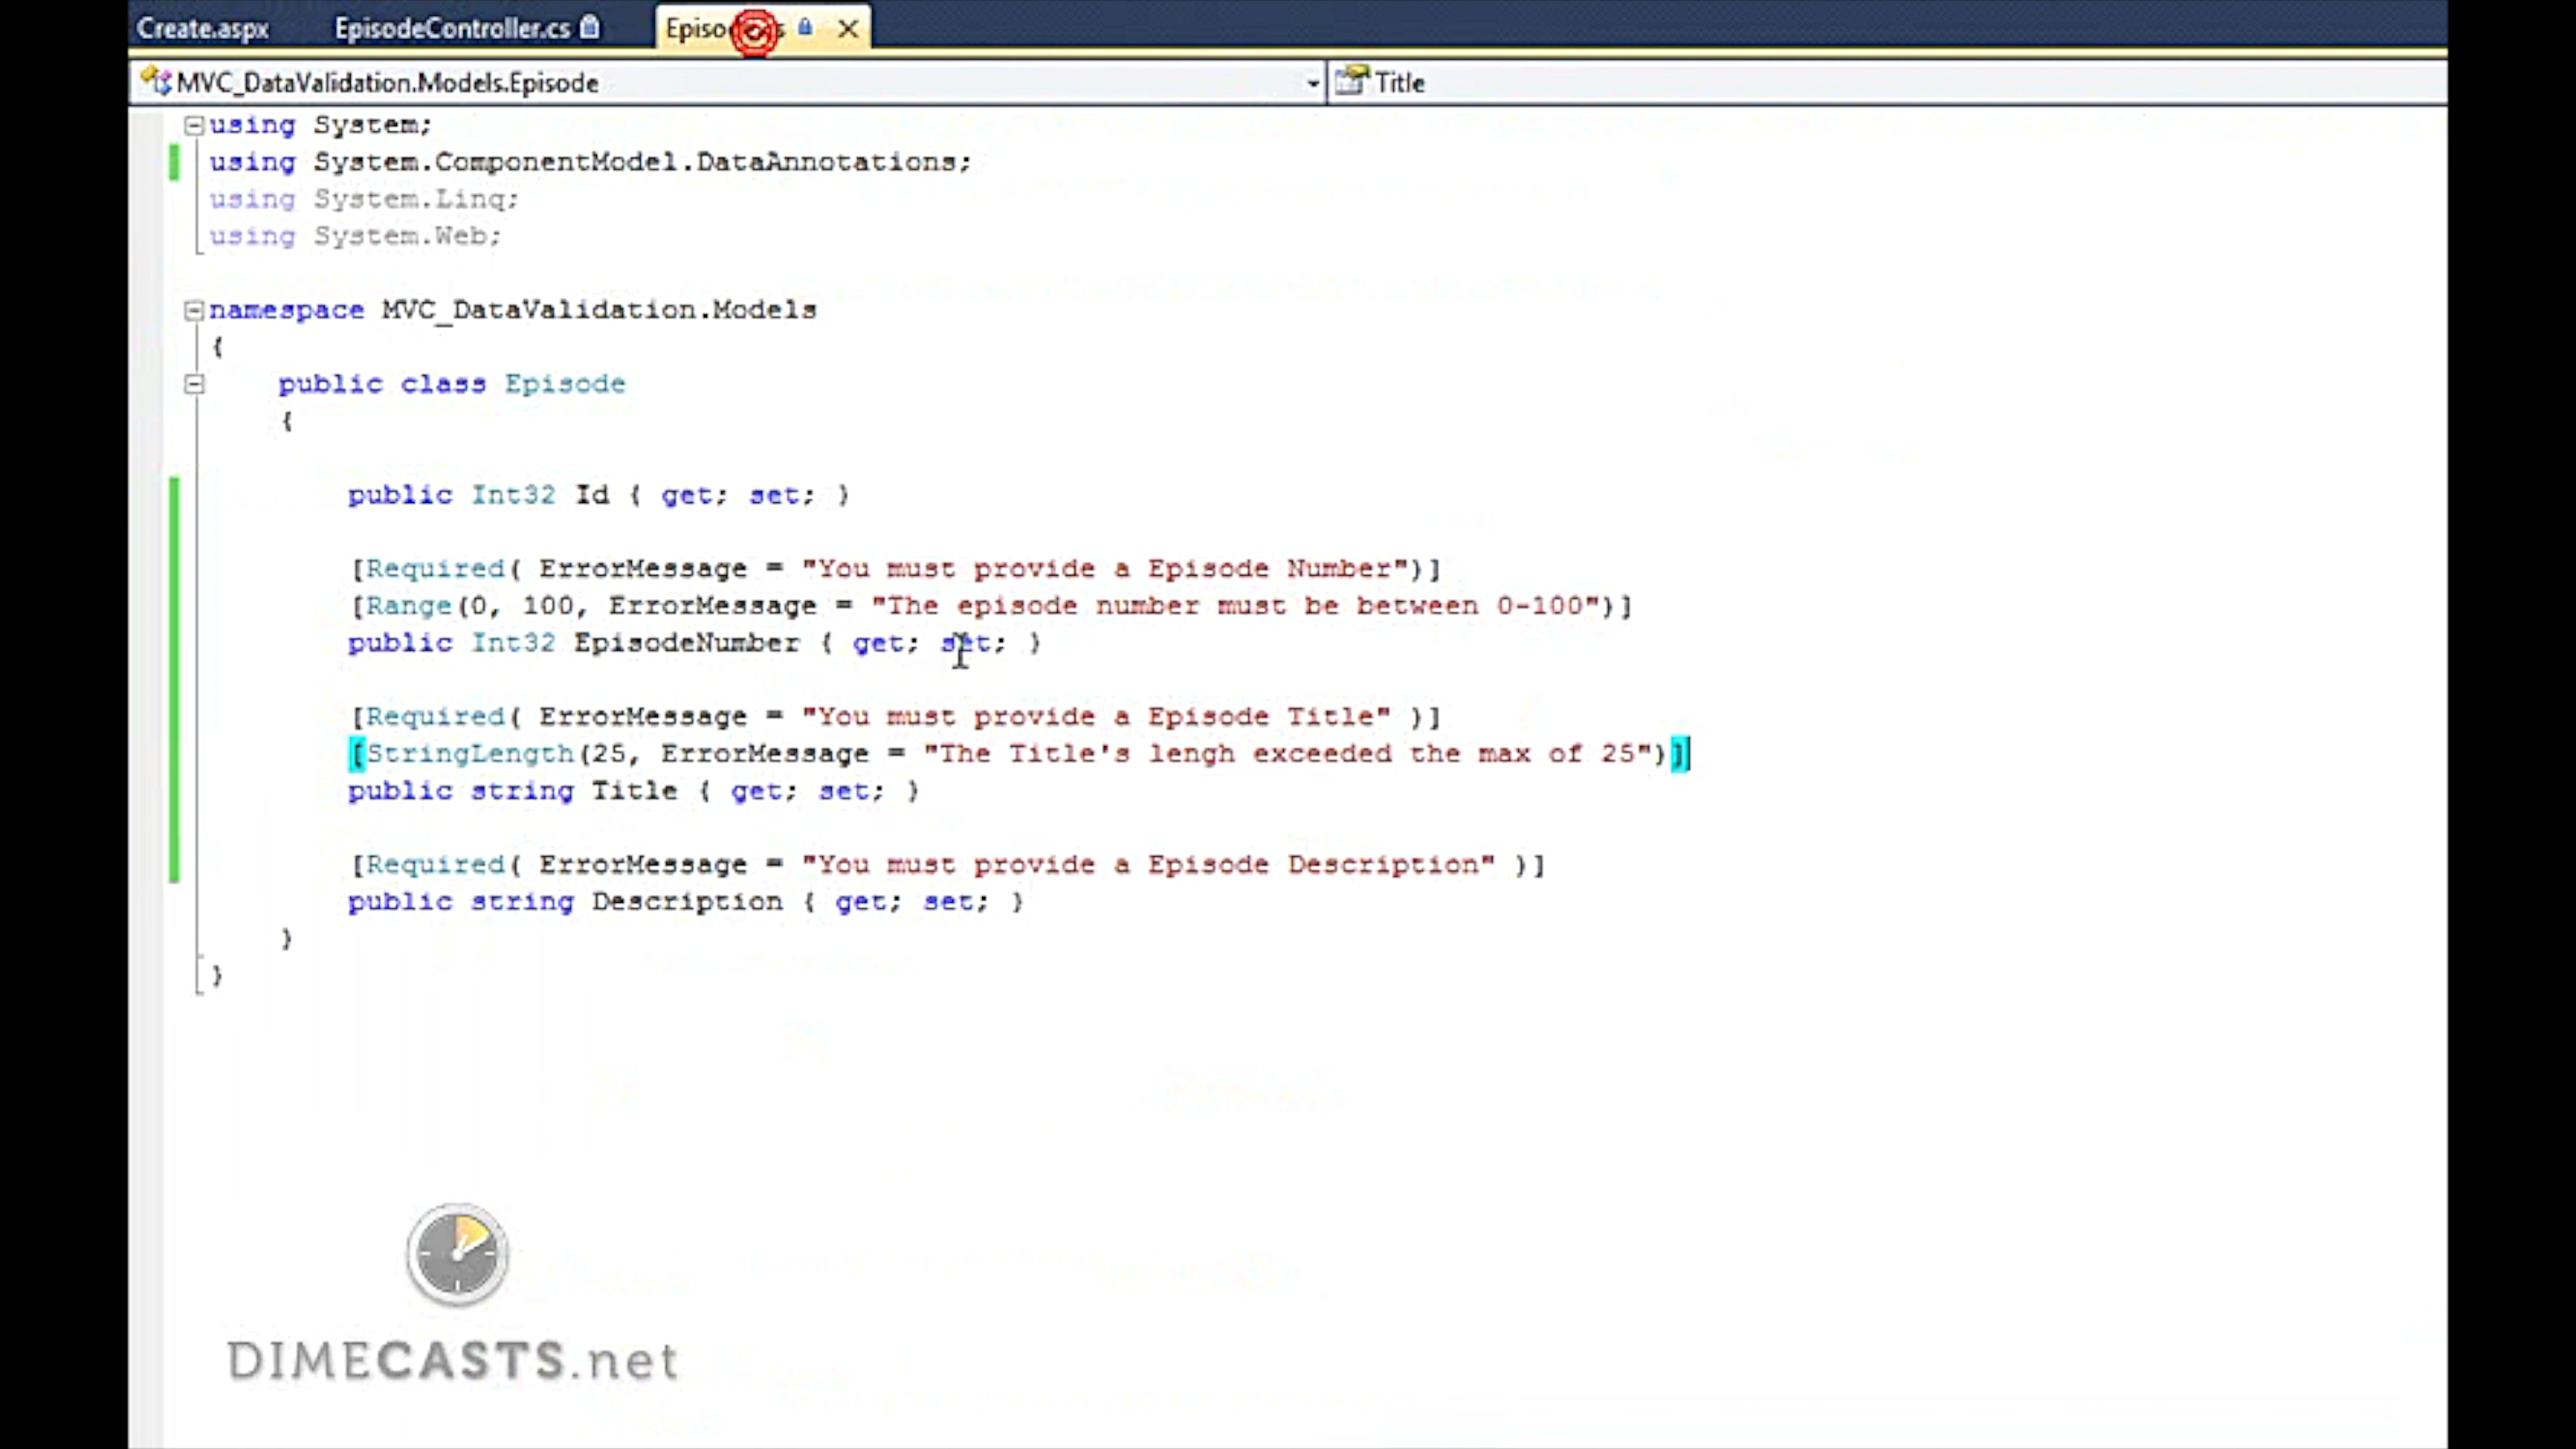 Create.aspx EpisodeController.cs
MVC_DataValidation.Models.Episode Title
using System;
using System.ComponentModel.DataAnnotations;
using System.Linq;
using System.Web;
namespace MVC_DataValidation.Models
{
public class Episode
{
public Int32 Id { get; set; }
[Required( ErrorMessage = "You must provide a Episode Number")]
[Range(0, 100, ErrorMessage = "The episode number must be between 0-100")]
public Int32 EpisodeNumber { get; set; }
[Required( ErrorMessage = "You must provide a Episode Title" )]
[StringLength(25, ErrorMessage = "The Title's lengh exceeded the max of 25")]
public string Title { get; set; }
[Required( ErrorMessage = "You must provide a Episode Description" )]
public string Description { get; set; }
}
}
DIMECASTS.net